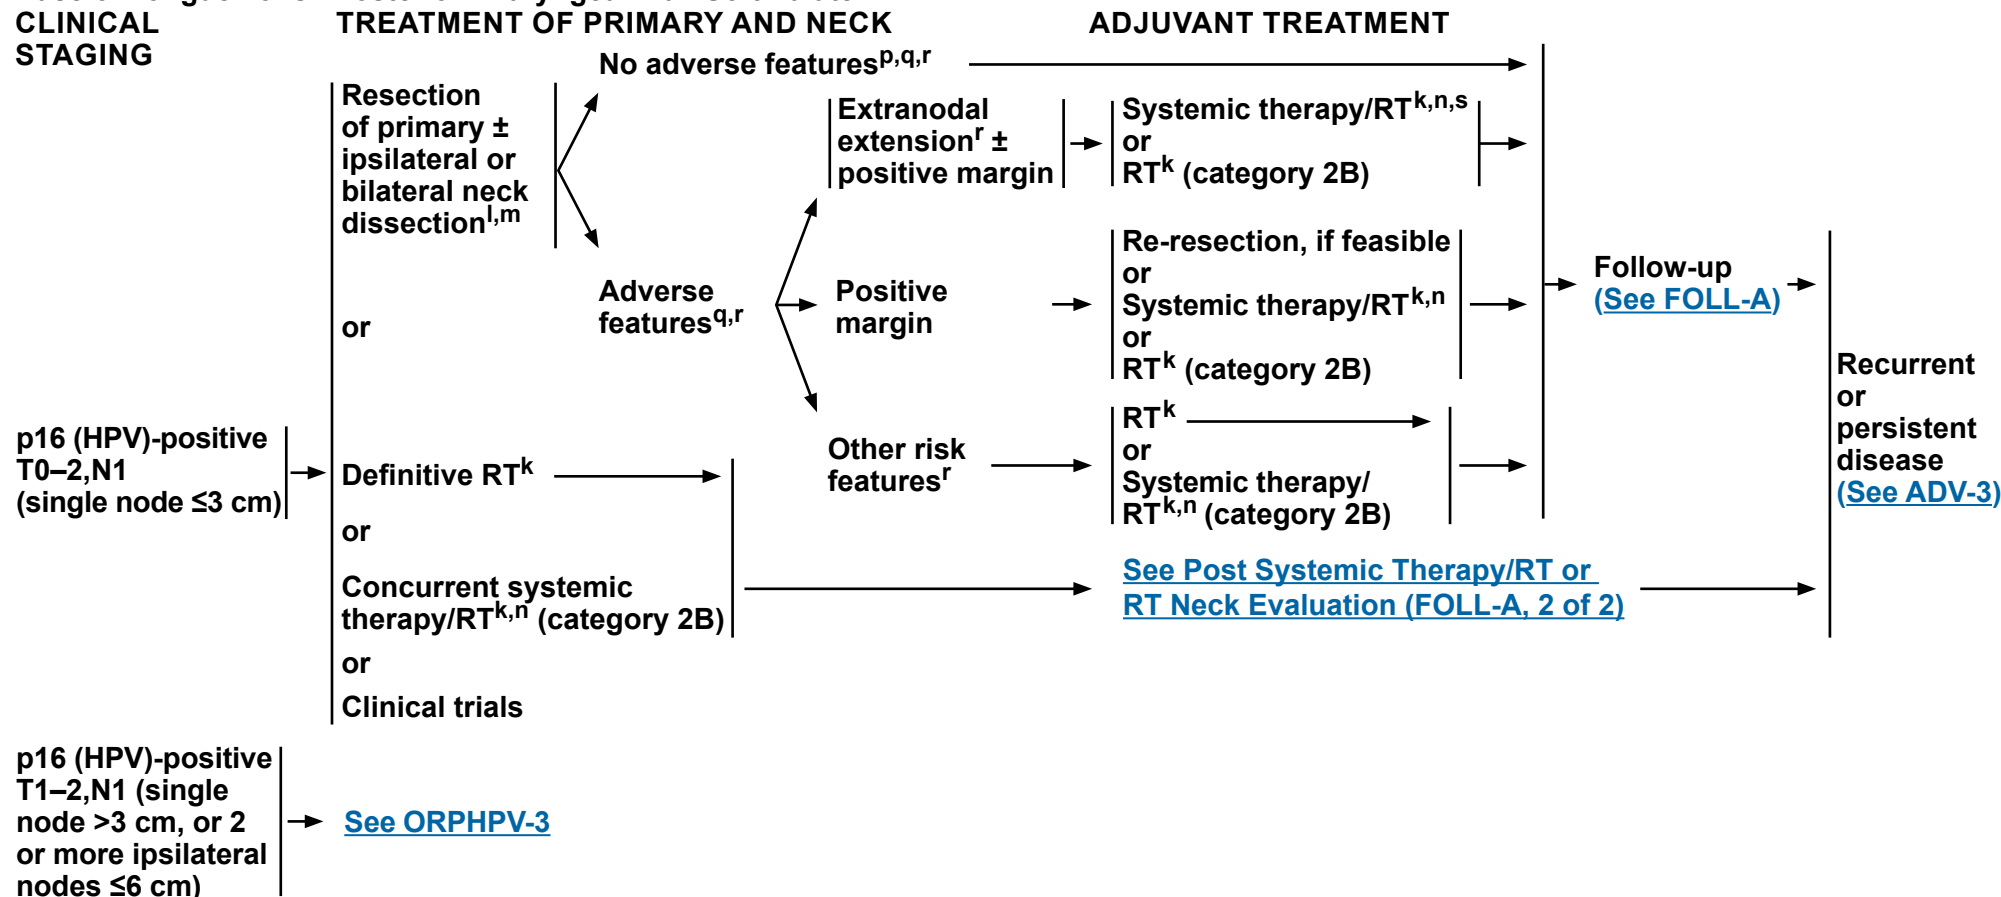 CLINICAL
STAGING
TREATMENT OF PRIMARY AND NECK
ADJUVANT TREATMENT
p16 (HPV)-positive
T0–2,N1
(single node ≤3 cm)
Resection
of primary ±
ipsilateral or
bilateral neck
dissectionl,m
or
Definitive RTk
or
Concurrent systemic
therapy/RTk,n (category 2B)
or
Clinical trials
No adverse featuresp,q,r
Adverse
featuresq,r
Extranodal
extensionr ±
positive margin
Systemic therapy/RTk,n,s
or
RTk (category 2B)
Positive
margin
Re-resection, if feasible
or
Systemic therapy/RTk,n
or
RTk (category 2B)
Other risk
featuresr
RTk
or
Systemic therapy/
RTk,n (category 2B)
See Post Systemic Therapy/RT or
RT Neck Evaluation (FOLL-A, 2 of 2)
Follow-up
(See FOLL-A)
Recurrent
or
persistent
disease
(See ADV-3)
p16 (HPV)-positive
T1–2,N1 (single
node >3 cm, or 2
or more ipsilateral
nodes ≤6 cm)
See ORPHPV-3